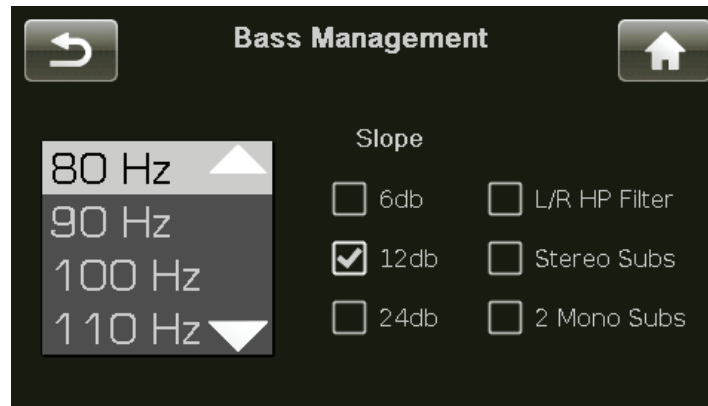 Bass Management
80 Hz
90 Hz
100 Hz
110 Hz
Slope
6db
12db
24db
L/R HP Filter
Stereo Subs
2 Mono Subs